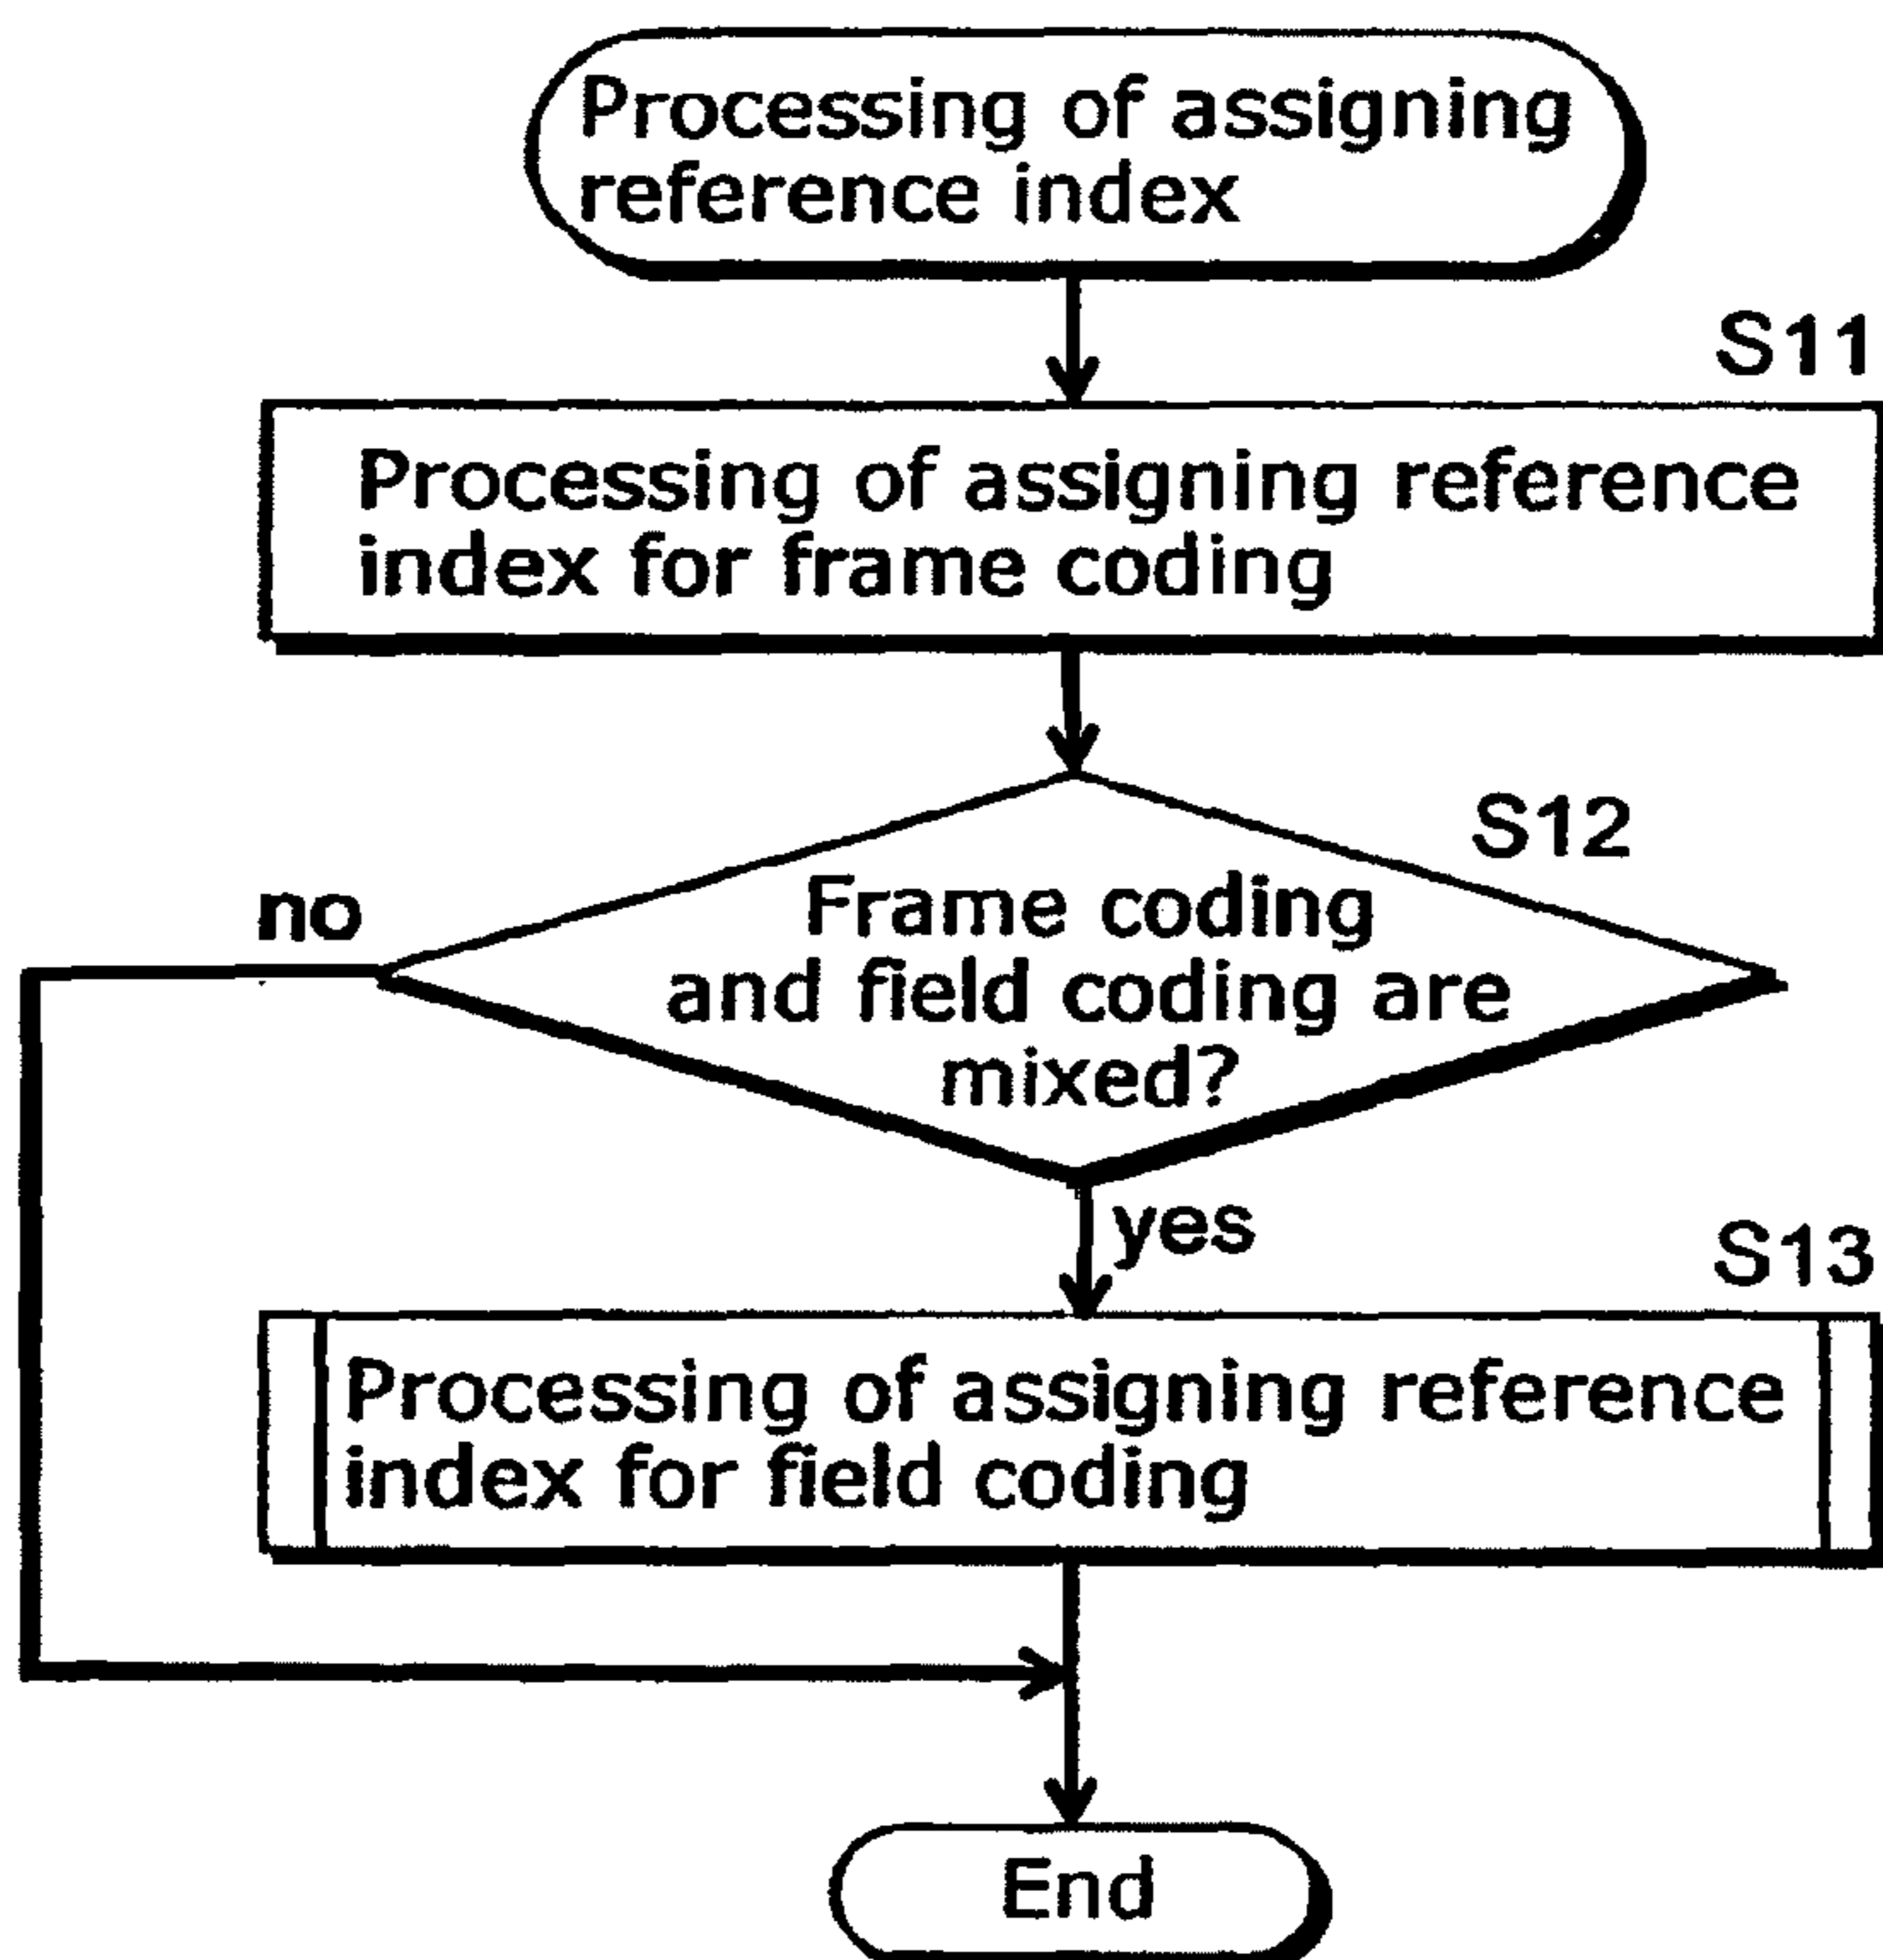 Processing of assigning
reference index
S11
Processing of assigning reference
index for frame coding
S12
no
Frame coding
and field coding are
mixed?
yes
S13
Processing of assigning reference
index for field coding
End